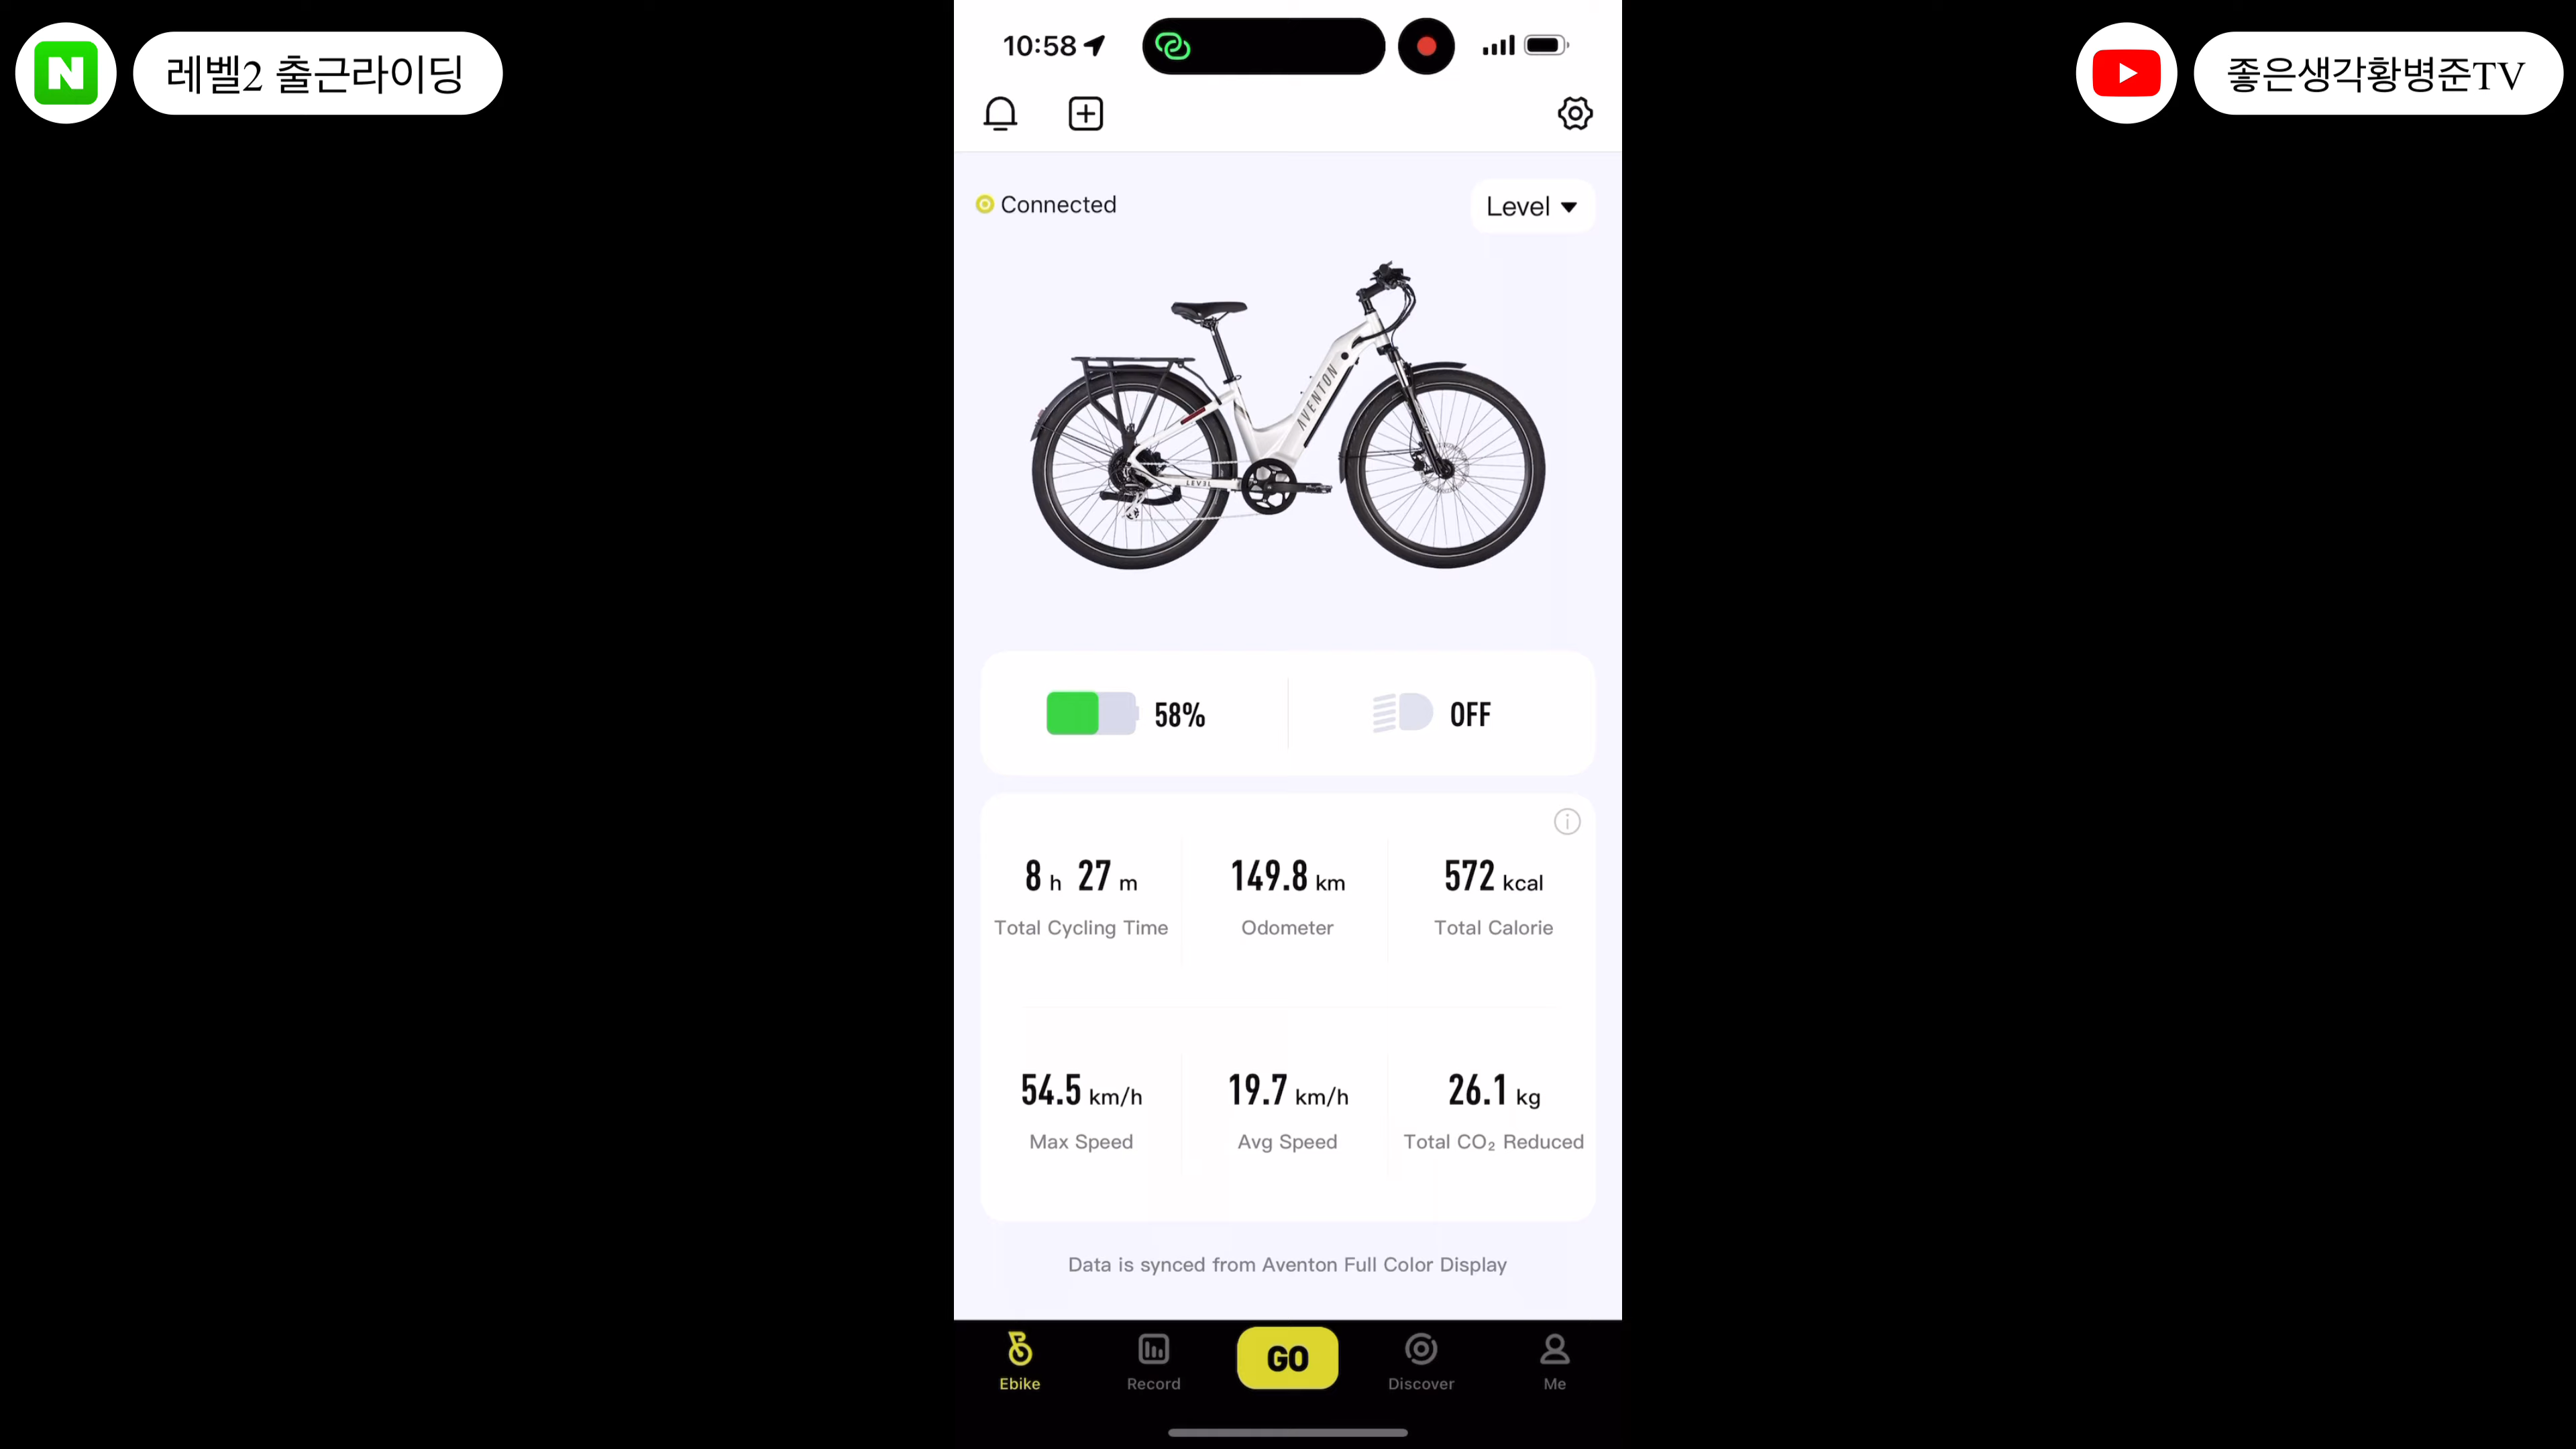 N 레벨2 출근라이딩
좋은생각황병준TV
10:58
Connected
Level
AVENTON
LEVEL
58%
OFF
8 h 27 m
Total Cycling Time
149.8 km
Odometer
572 kcal
Total Calorie
54.5 km/h
Max Speed
19.7 km/h
Avg Speed
26.1 kg
Total CO₂ Reduced
Data is synced from Aventon Full Color Display
Ebike
Record
GO
Discover
Me